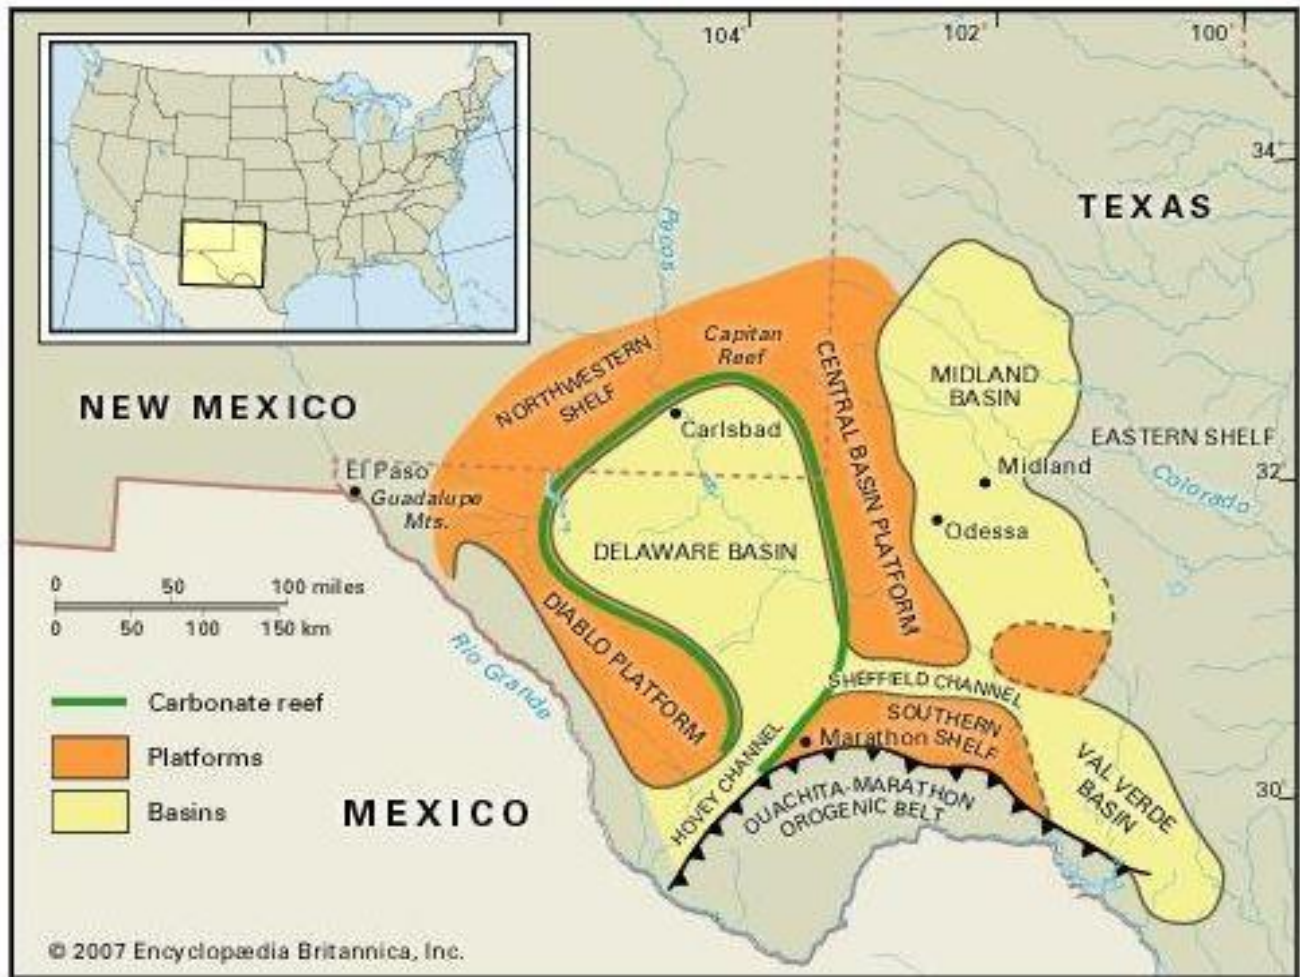 104°
102°
100°
34°
TEXAS
Pecos
Capitan
Reef
NORTHWESTERN
SHELF
CENTRAL BASIN PLATFORM
MIDLAND
BASIN
NEW MEXICO
Carlsbad
EASTERN SHELF
Midland
32°
Colorado
El Paso
Guadalupe
Mts.
Odessa
DELAWARE BASIN
0 50 100 miles
0 50 100 150 km
DIABLO PLATFORM
Rio Grande
SHEFFIELD CHANNEL
Carbonate reef
SOUTHERN
SHELF
Marathon
Platforms
HOVEY CHANNEL
VAL VERDE
BASIN
30°
OUACHITA-MARATHON
OROGENIC BELT
Basins
MEXICO
© 2007 Encyclopædia Britannica, Inc.